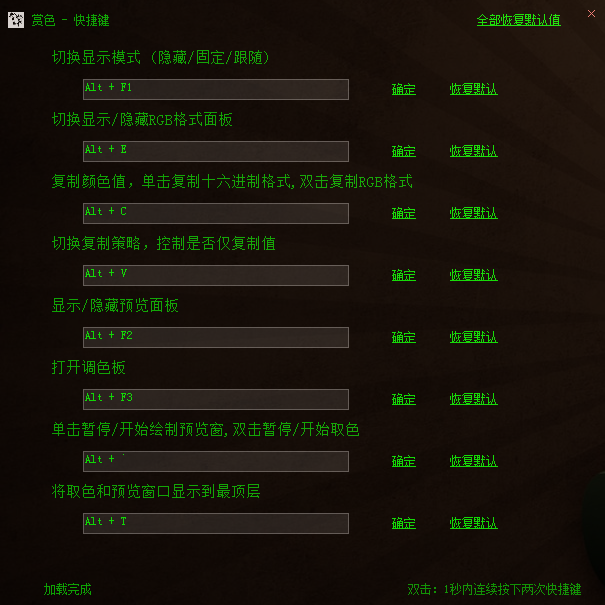 赏色 - 快捷键
全部恢复默认值
切换显示模式 (隐藏/固定/跟随)
Alt + F1 确定 恢复默认
切换显示/隐藏RGB格式面板
Alt + E 确定 恢复默认
复制颜色值，单击复制十六进制格式,双击复制RGB格式
Alt + C 确定 恢复默认
切换复制策略，控制是否仅复制值
Alt + V 确定 恢复默认
显示/隐藏预览面板
Alt + F2 确定 恢复默认
打开调色板
Alt + F3 确定 恢复默认
单击暂停/开始绘制预览窗,双击暂停/开始取色
Alt + ` 确定 恢复默认
将取色和预览窗口显示到最顶层
Alt + T 确定 恢复默认
加载完成
双击: 1秒内连续按下两次快捷键